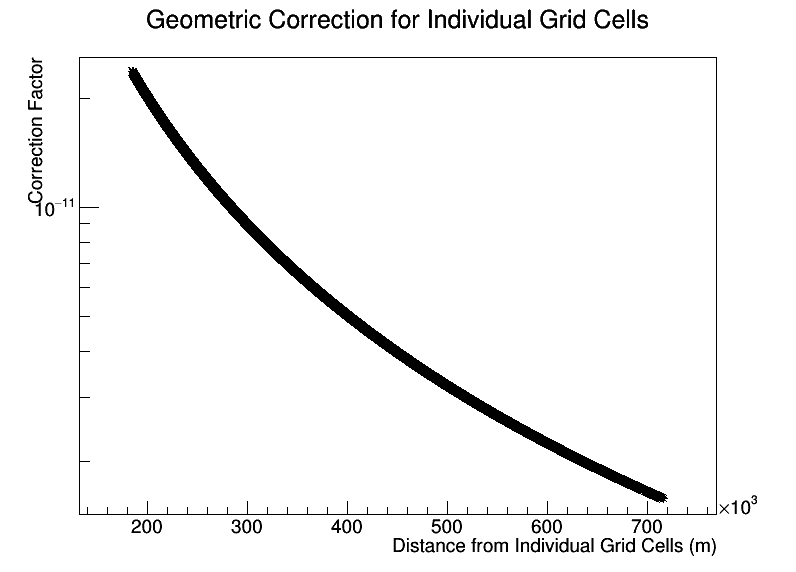 Geometric Correction for Individual Grid Cells
Correction Factor
10⁻¹¹
200 300 400 500 600 700
×10³
Distance from Individual Grid Cells (m)